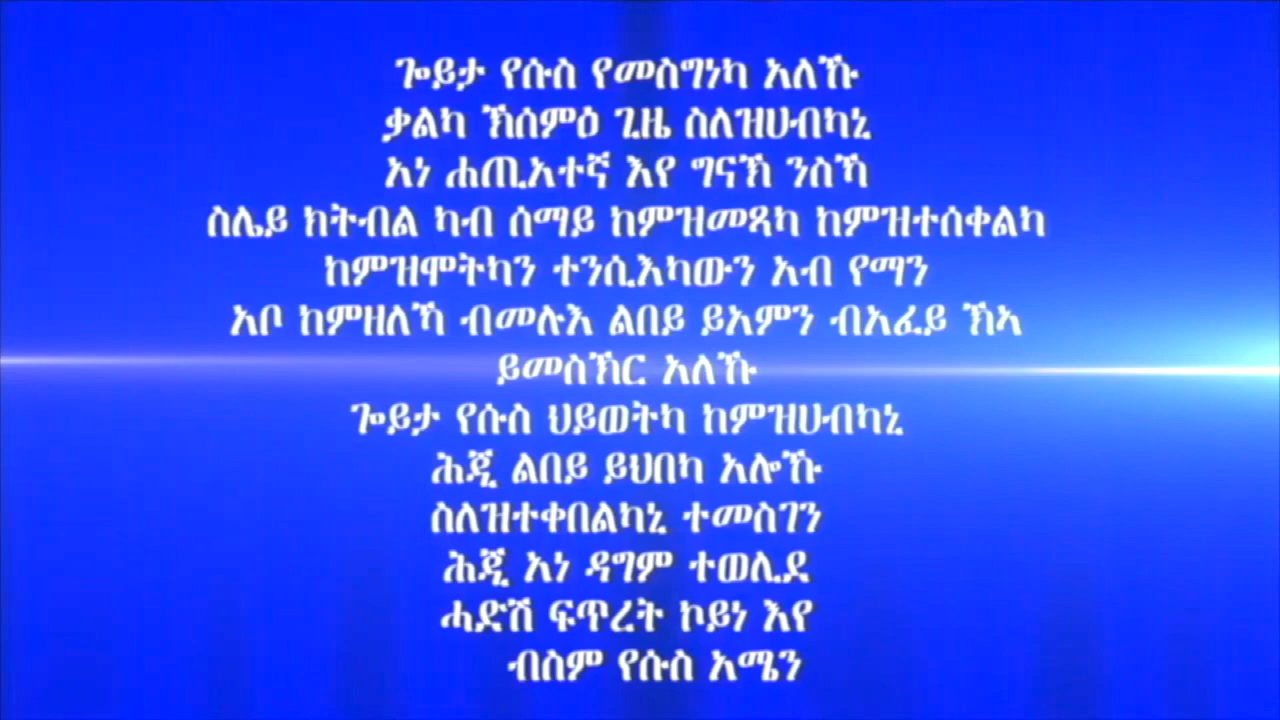 ጐይታ የሱስ የመስግነካ አለኹ
ቃልካ ኽሰምዕ ጊዜ ስለዝሀብካኒ
አነ ሐጢአተኛ እየ ግናኽ ንስኻ
ስሌይ ክትብል ካብ ሰማይ ከምዝመጻካ ከምዝተሰቀልካ
ከምዝሞትካን ተንሲእካውን አብ የማን
አቦ ከምዘለኻ ብመሉእ ልበይ ይአምን ብአፈይ ኽኣ
ይመስኽር አለኹ
ጐይታ የሱስ ህይወትካ ከምዝሀብካኒ
ሕጂ ልበይ ይህበካ አሎኹ
ስለዝተቀበልካኒ ተመስገን
ሕጂ አነ ዳግም ተወሊደ
ሓድሽ ፍጥረት ኮይነ እየ
ብስም የሱስ አሜን